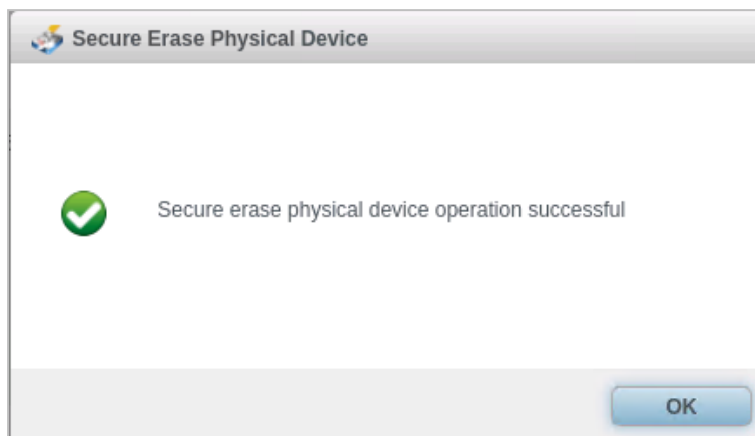 Secure Erase Physical Device
Secure erase physical device operation successful
OK